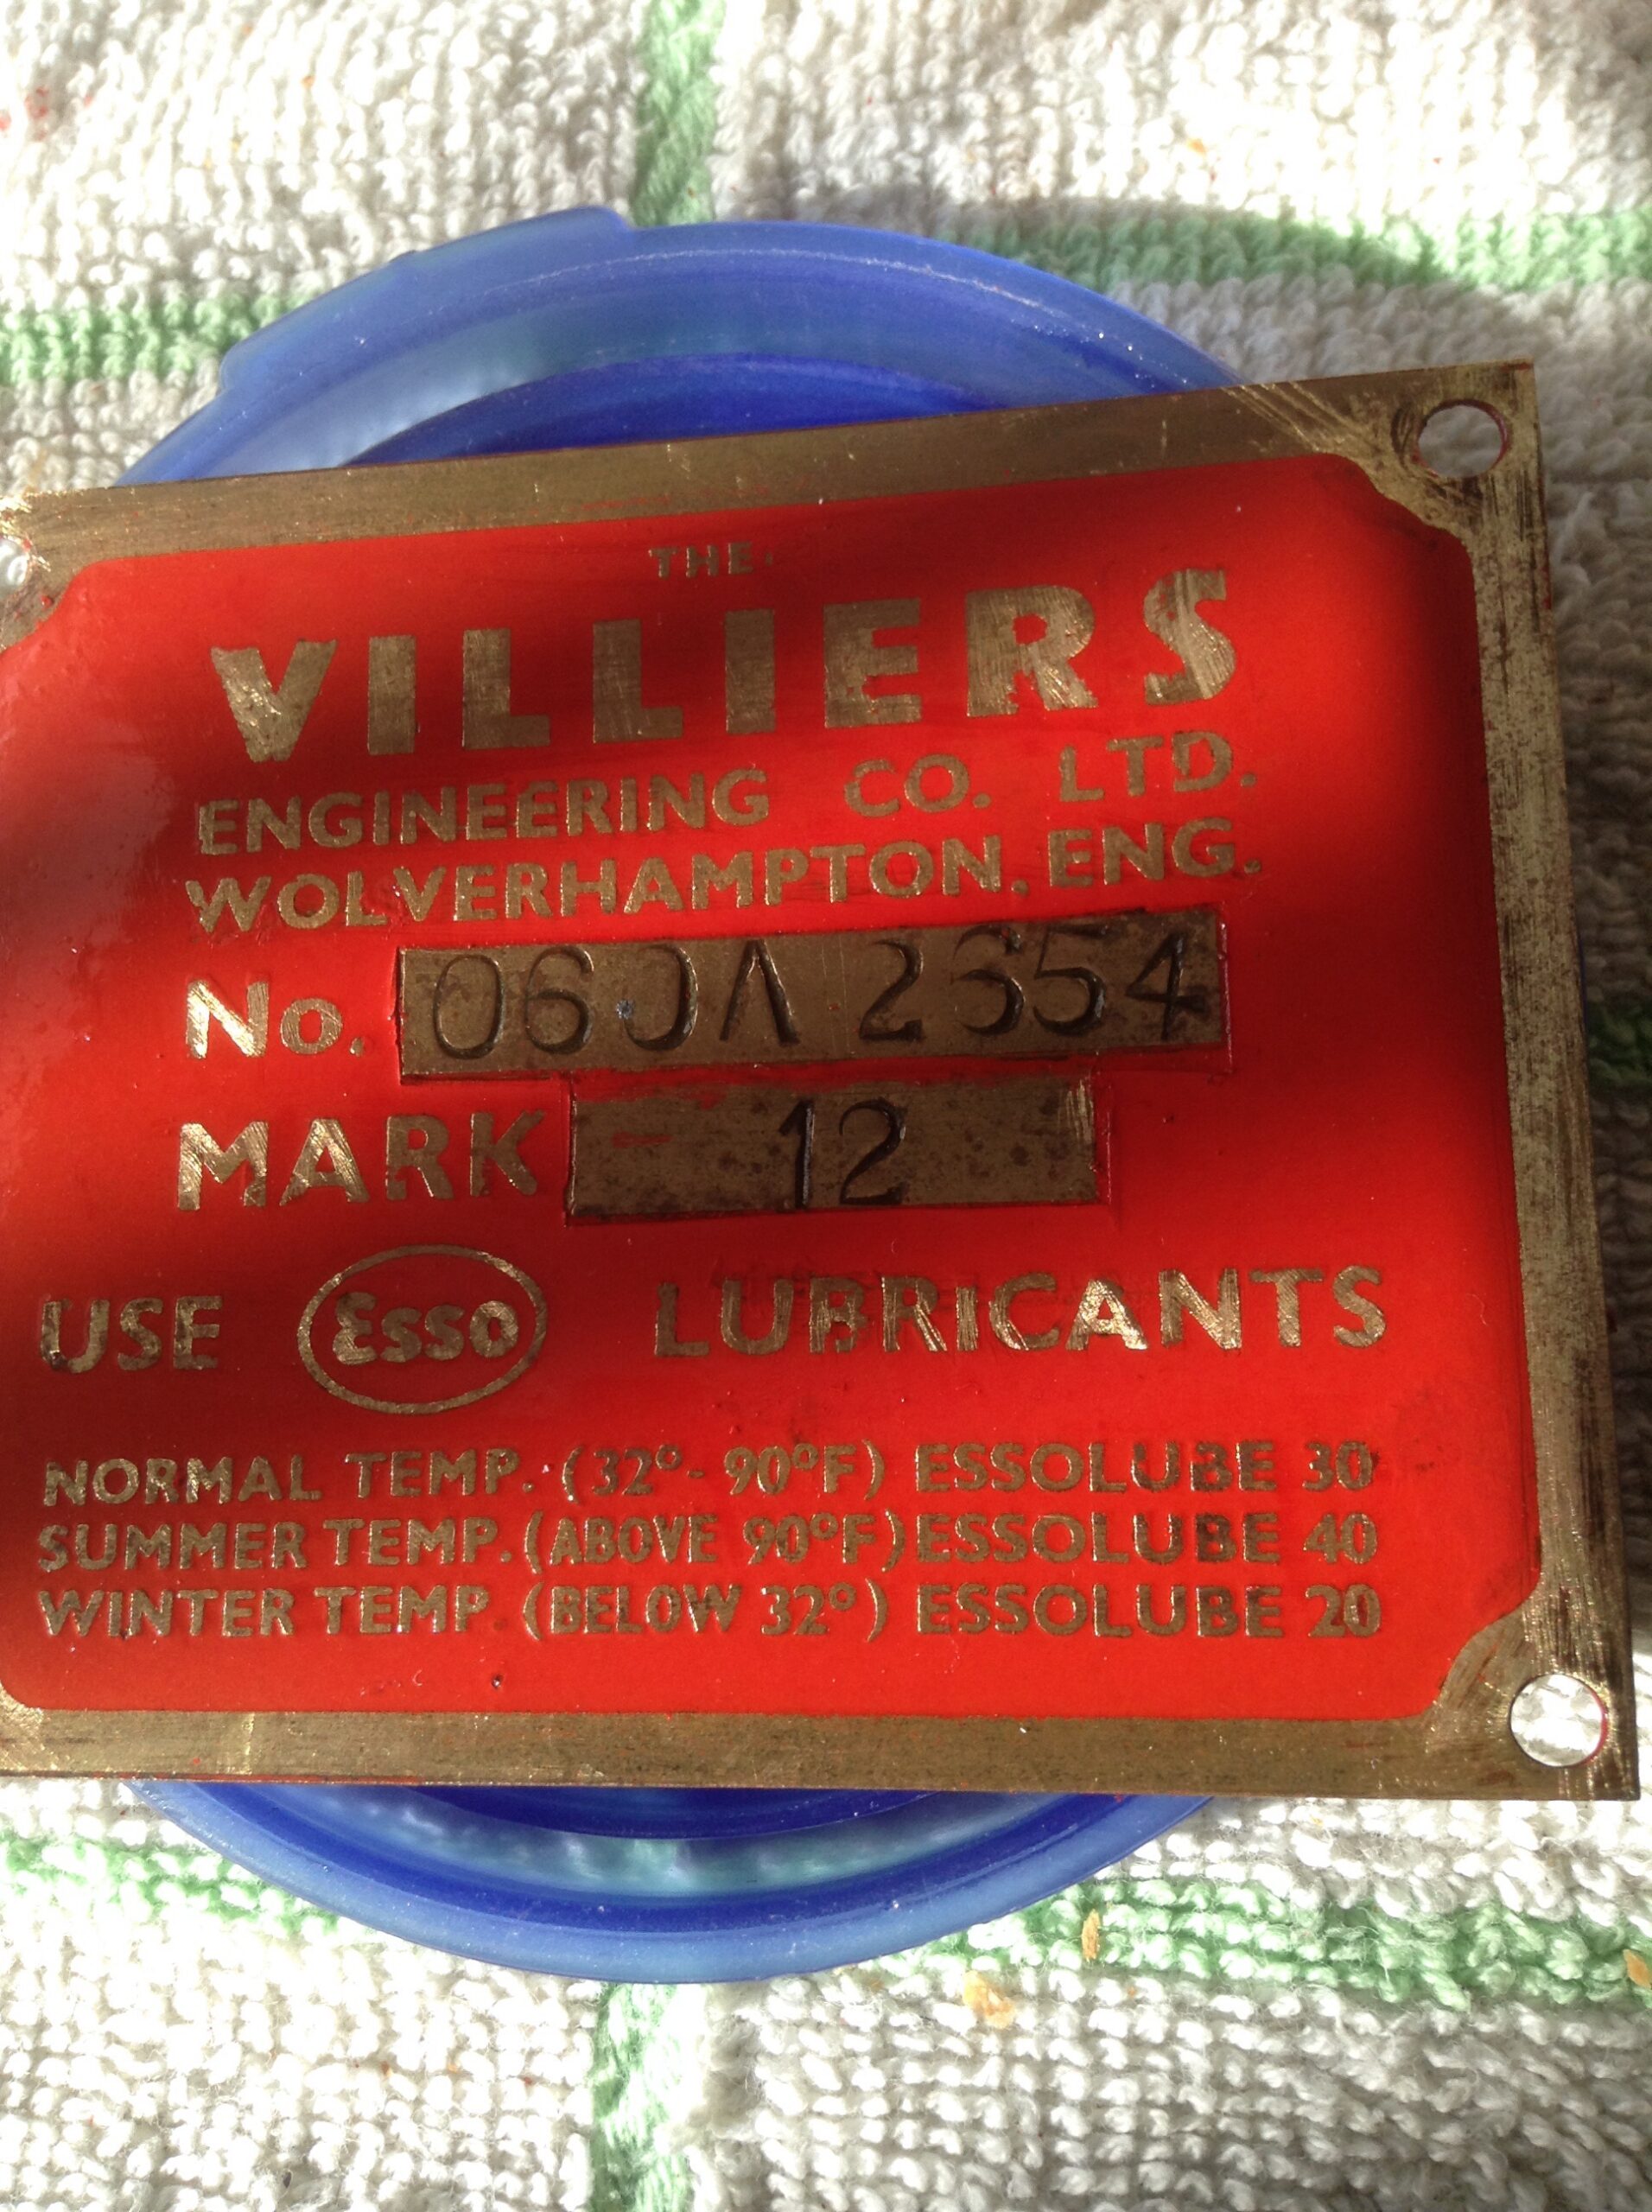 THE
VILLIERS
ENGINEERING CO. LTD.
WOLVERHAMPTON. ENG.
No. 060A 2654
MARK 12
USE Esso LUBRICANTS
NORMAL TEMP. (32°- 90°F) ESSOLUBE 30
SUMMER TEMP. (ABOVE 90°F) ESSOLUBE 40
WINTER TEMP. (BELOW 32°) ESSOLUBE 20